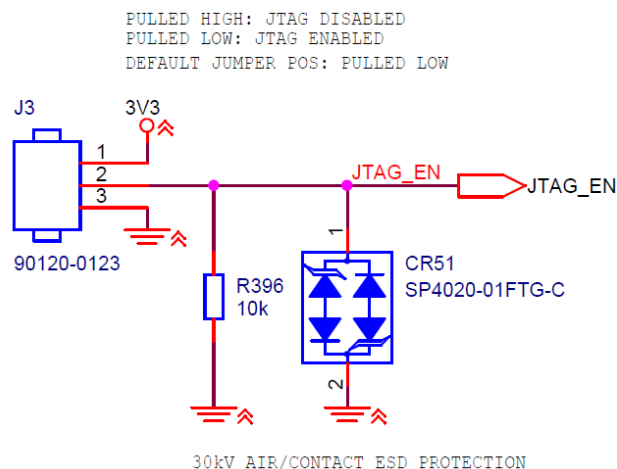 PULLED HIGH: JTAG DISABLED
PULLED LOW: JTAG ENABLED
DEFAULT JUMPER POS: PULLED LOW
J3
3V3
1
2
3
90120-0123
JTAG_EN
JTAG_EN
R396
10k
1
CR51
SP4020-01FTG-C
2
30kV AIR/CONTACT ESD PROTECTION